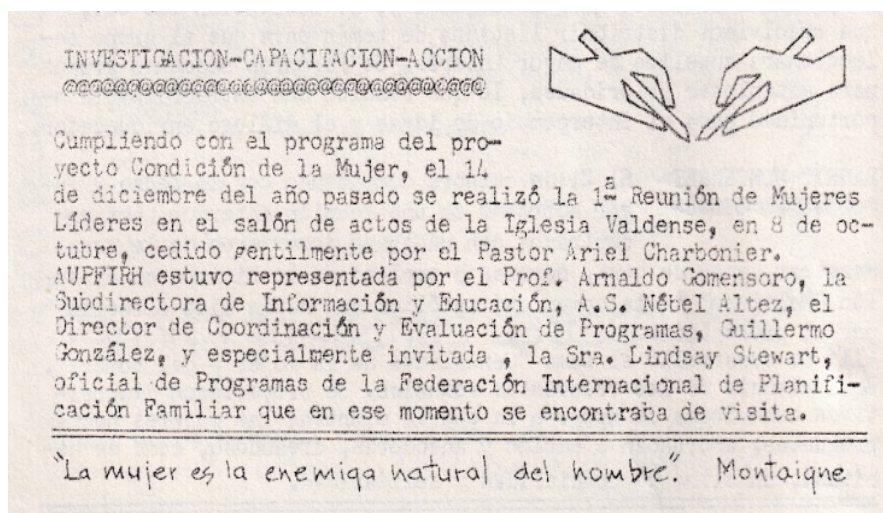 INVESTIGACION-CAPACITACION-ACCION
@@@@@@@@@@@@@@@@@@@@@@@@@@@@@@@@@
Cumpliendo con el programa del pro-
yecto Condición de la Mujer, el 14
de diciembre del año pasado se realizó la 1ª Reunión de Mujeres
Líderes en el salón de actos de la Iglesia Valdense, en 8 de oc-
tubre, cedido gentilmente por el Pastor Ariel Charbonier.
AUPFIRH estuvo representada por el Prof. Arnaldo Gomensoro, la
Subdirectora de Información y Educación, A.S. Nébel Altez, el
Director de Coordinación y Evaluación de Programas, Guillermo
González, y especialmente invitada , la Sra. Lindsay Stewart,
oficial de Programas de la Federación Internacional de Planifi-
cación Familiar que en ese momento se encontraba de visita.
"La mujer es la enemiga natural del hombre". Montaigne